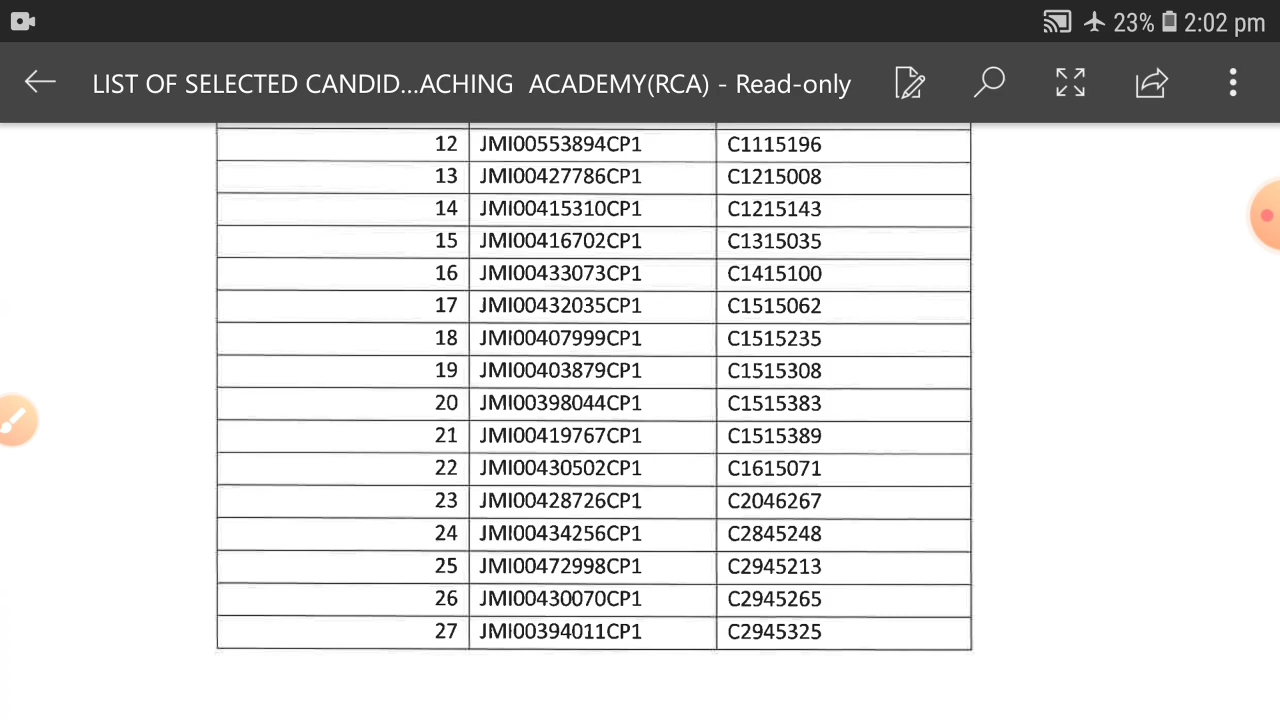 23% 2:02 pm
LIST OF SELECTED CANDID...ACHING ACADEMY(RCA) - Read-only
12 JMI00553894CP1 C1115196
13 JMI00427786CP1 C1215008
14 JMI00415310CP1 C1215143
15 JMI00416702CP1 C1315035
16 JMI00433073CP1 C1415100
17 JMI00432035CP1 C1515062
18 JMI00407999CP1 C1515235
19 JMI00403879CP1 C1515308
20 JMI00398044CP1 C1515383
21 JMI00419767CP1 C1515389
22 JMI00430502CP1 C1615071
23 JMI00428726CP1 C2046267
24 JMI00434256CP1 C2845248
25 JMI00472998CP1 C2945213
26 JMI00430070CP1 C2945265
27 JMI00394011CP1 C2945325